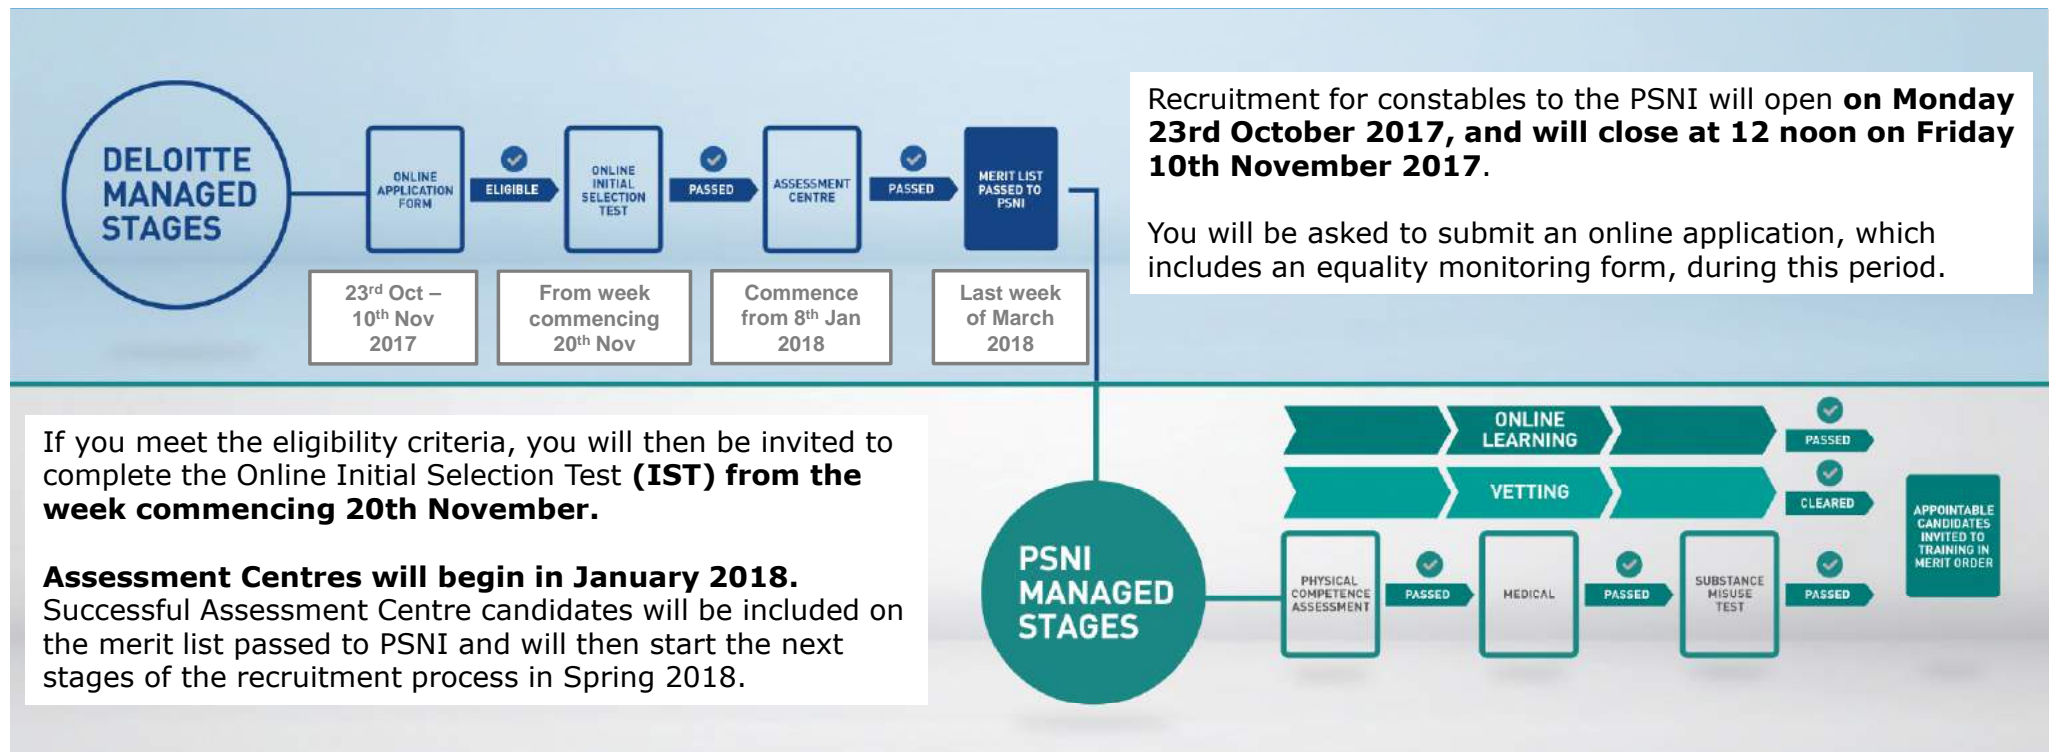 DELOITTE
MANAGED
STAGES
ONLINE
APPLICATION
FORM
ELIGIBLE
ONLINE
INITIAL
SELECTION
TEST
PASSED
ASSESSMENT
CENTRE
PASSED
MERIT LIST
PASSED TO
PSNI
23rd Oct –
10th Nov
2017
From week
commencing
20th Nov
Commence
from 8th Jan
2018
Last week
of March
2018
Recruitment for constables to the PSNI will open on Monday
23rd October 2017, and will close at 12 noon on Friday
10th November 2017.
You will be asked to submit an online application, which
includes an equality monitoring form, during this period.
If you meet the eligibility criteria, you will then be invited to
complete the Online Initial Selection Test (IST) from the
week commencing 20th November.
Assessment Centres will begin in January 2018.
Successful Assessment Centre candidates will be included on
the merit list passed to PSNI and will then start the next
stages of the recruitment process in Spring 2018.
PSNI
MANAGED
STAGES
ONLINE
LEARNING
PASSED
VETTING
CLEARED
PHYSICAL
COMPETENCE
ASSESSMENT
PASSED
MEDICAL
PASSED
SUBSTANCE
MISUSE
TEST
PASSED
APPOINTABLE
CANDIDATES
INVITED TO
TRAINING IN
MERIT ORDER